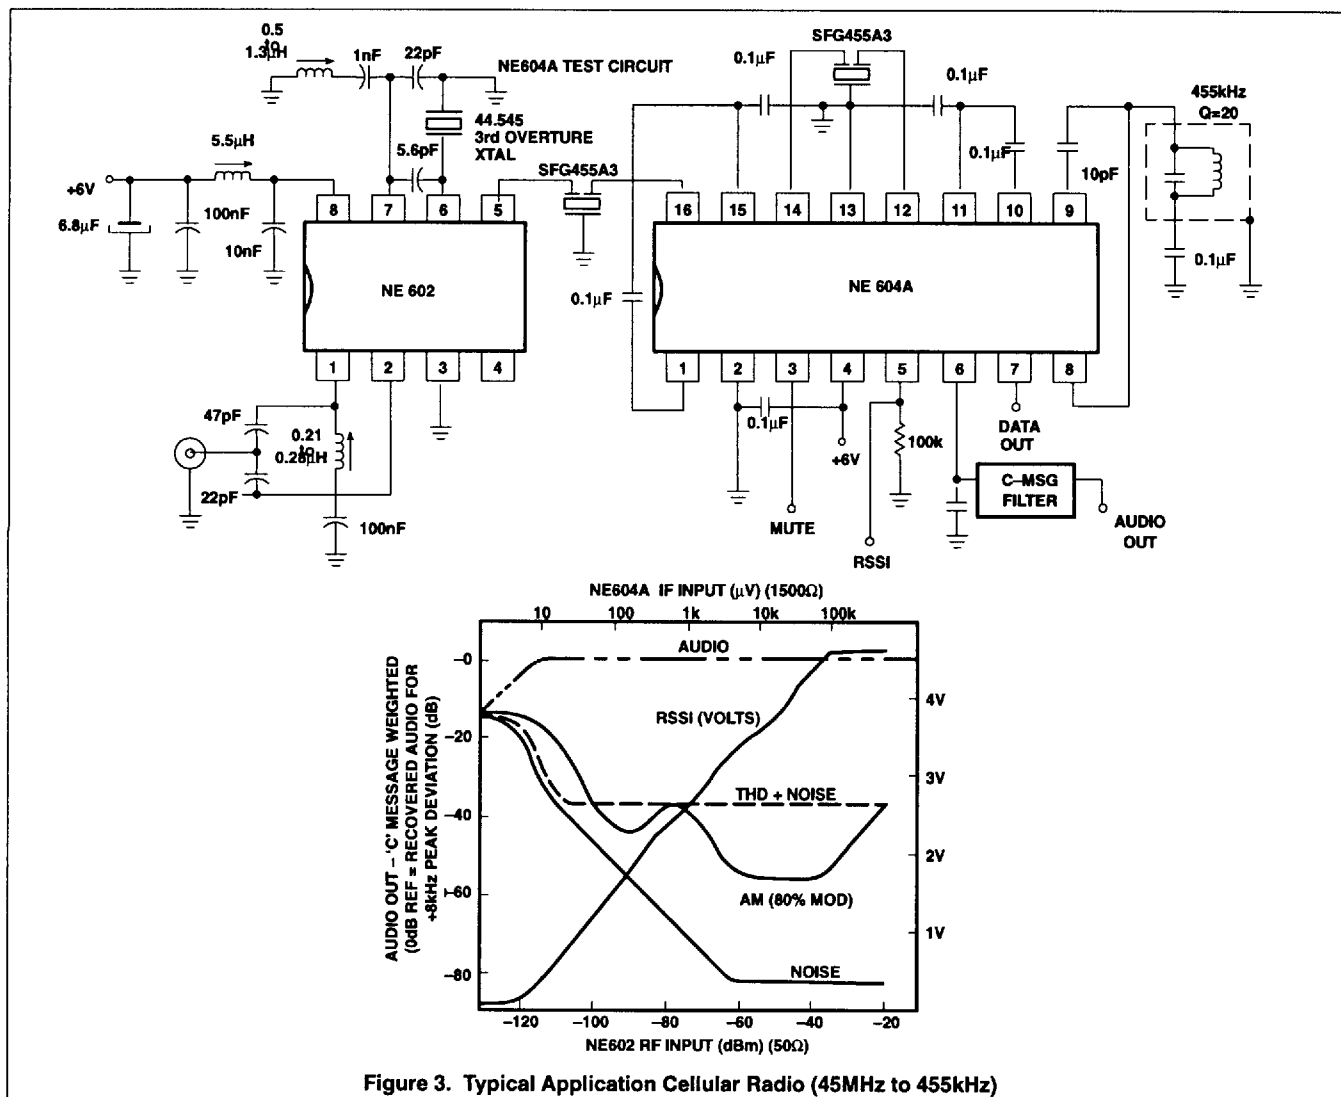 0.5
to
1.3μH
1nF
22pF
NE604A TEST CIRCUIT
44.545
3rd OVERTURE
XTAL
5.6pF
5.5μH
+6V
6.8μF
100nF
10nF
8
7
6
5
SFG455A3
NE 602
1
2
3
4
47pF
0.21
to
0.28μH
22pF
100nF
SFG455A3
0.1μF
0.1μF
0.1μF
10pF
455kHz
Q=20
0.1μF
16
15
14
13
12
11
10
9
0.1μF
NE 604A
1
2
3
4
5
6
7
8
0.1μF
+6V
100k
MUTE
RSSI
DATA
OUT
C–MSG
FILTER
AUDIO
OUT
NE604A IF INPUT (μV) (1500Ω)
10
100
1k
10k
100k
AUDIO OUT – 'C' MESSAGE WEIGHTED
(0dB REF = RECOVERED AUDIO FOR
+8kHz PEAK DEVIATION (dB)
–0
–20
–40
–60
–80
AUDIO
RSSI (VOLTS)
THD + NOISE
AM (80% MOD)
NOISE
4V
3V
2V
1V
–120
–100
–80
–60
–40
–20
NE602 RF INPUT (dBm) (50Ω)
Figure 3. Typical Application Cellular Radio (45MHz to 455kHz)